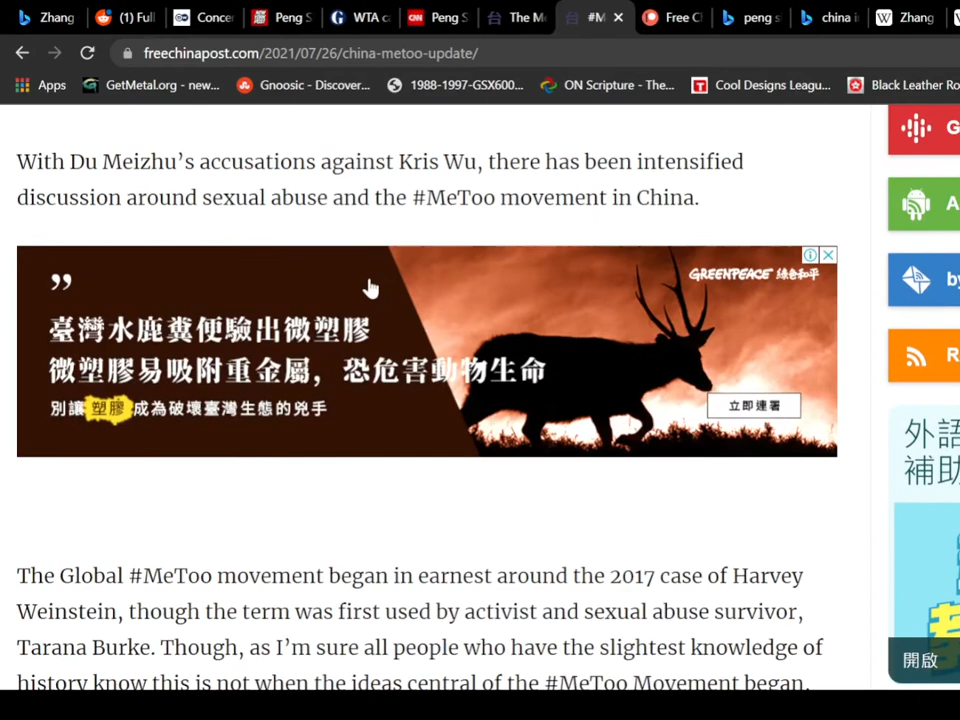 Zhang
(1) Full
Conce
Peng S
WTA c
Peng S
The M
#M
Free C
peng s
china i
Zhang
freechinapost.com/2021/07/26/china-metoo-update/
Apps
GetMetal.org - new...
Gnoosic - Discover...
1988-1997-GSX600...
ON Scripture - The...
Cool Designs Leagu...
Black Leather Ro
With Du Meizhu's accusations against Kris Wu, there has been intensified
discussion around sexual abuse and the #MeToo movement in China.
GREENPEACE 綠色和平
”
臺灣水鹿糞便驗出微塑膠
微塑膠易吸附重金屬，恐危害動物生命
別讓 塑膠 成為破壞臺灣生態的兇手
立即連署
The Global #MeToo movement began in earnest around the 2017 case of Harvey
Weinstein, though the term was first used by activist and sexual abuse survivor,
Tarana Burke. Though, as I'm sure all people who have the slightest knowledge of
history know this is not when the ideas central of the #MeToo Movement began.
G
A
by
R
外語
補助
開啟